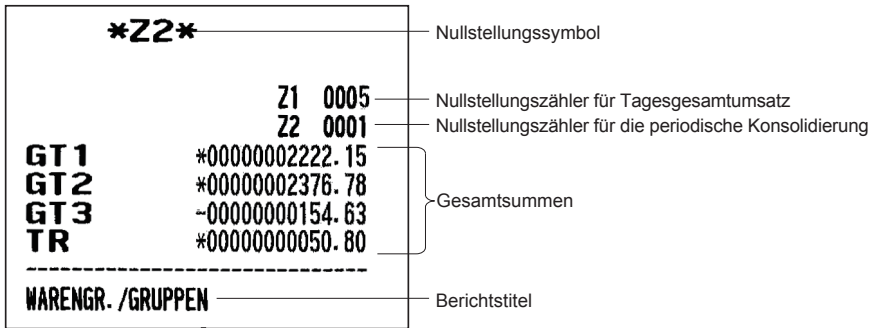 *Z2* Nullstellungssymbol
Z1 0005 Nullstellungszähler für Tagesgesamtumsatz
Z2 0001 Nullstellungszähler für die periodische Konsolidierung
GT1 *00000002222.15
GT2 *00000002376.78
Gesamtsummen
GT3 -00000000154.63
TR *00000000050.80
WARENGR./GRUPPEN Berichtstitel